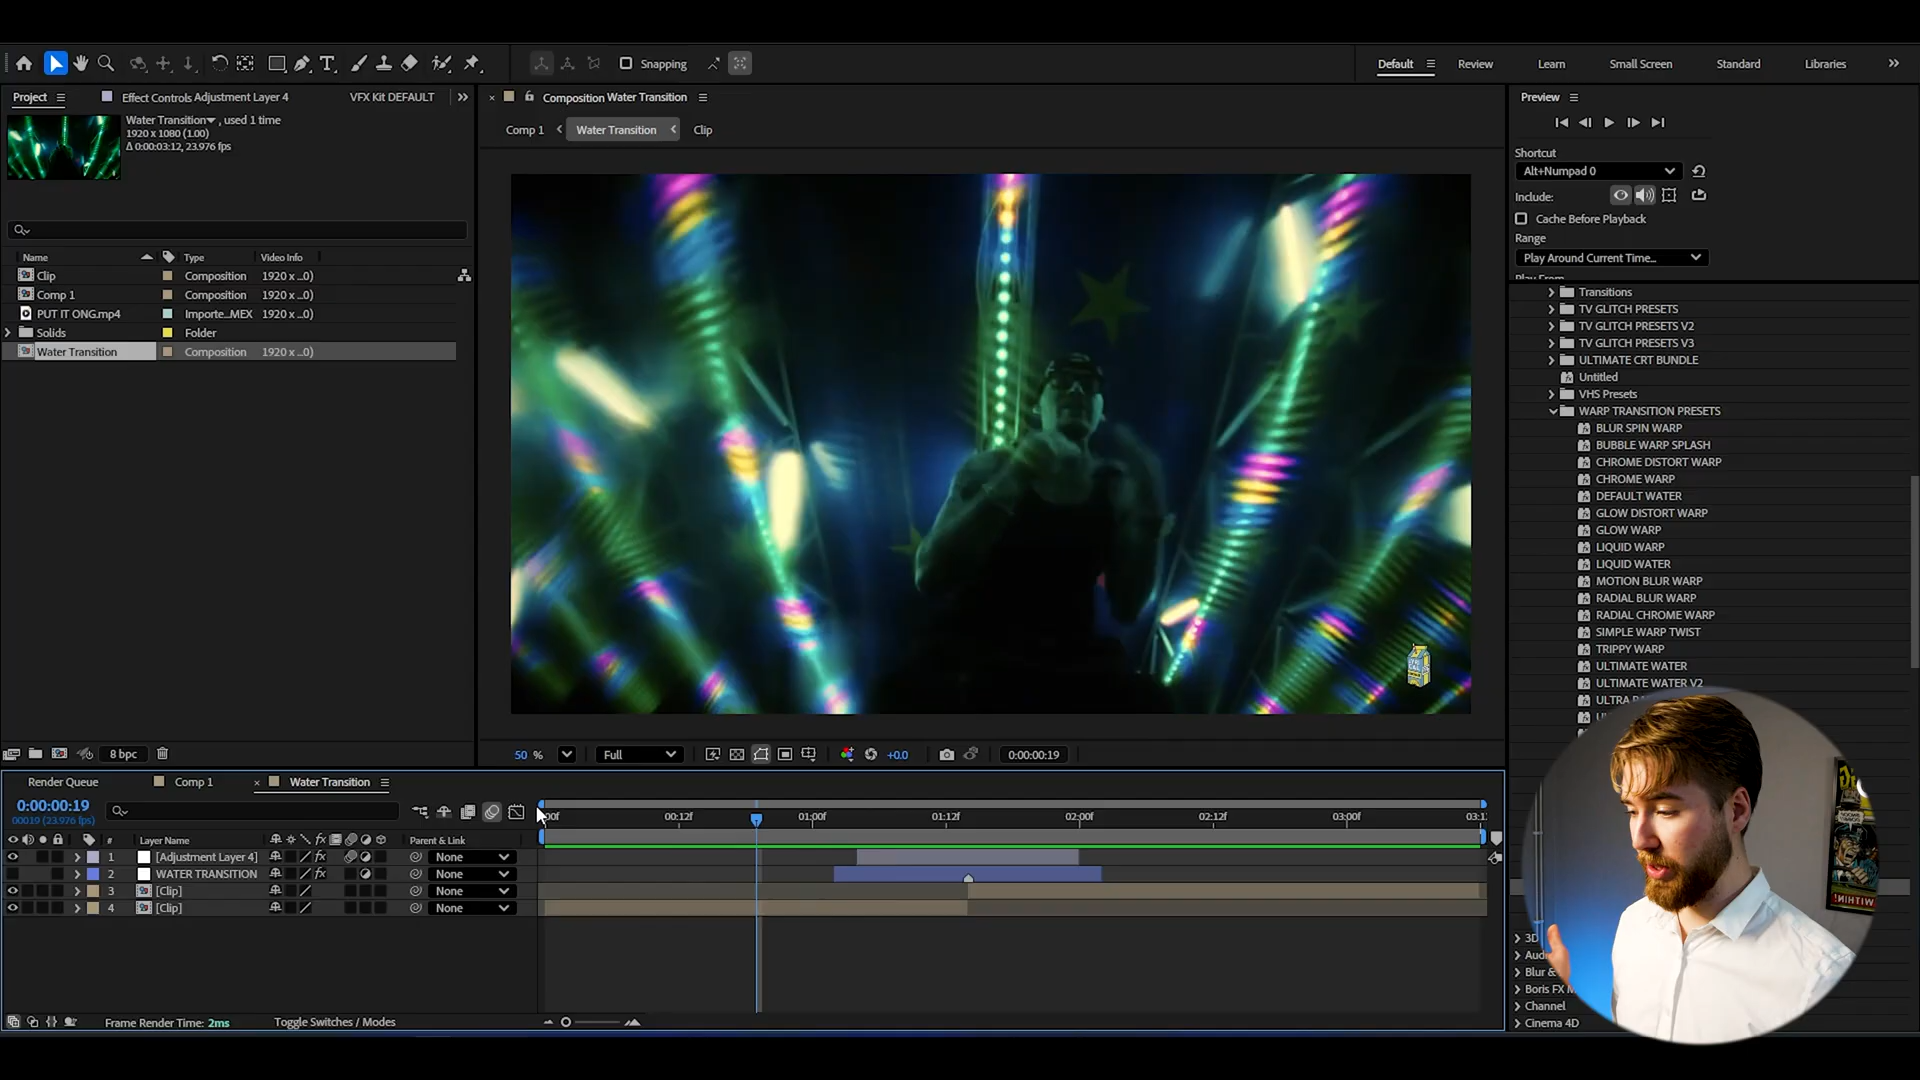 Snapping
Default
Review
Learn
Small Screen
Standard
Libraries
Project
Effect Controls Adjustment Layer 4
VFX Kit DEFAULT
Composition Water Transition
Preview
Water Transition, used 1 time
1920 x 1080 (1.00)
Δ 0:00:03:12, 23.976 fps
Comp 1
Water Transition
Clip
Shortcut
Alt+Numpad 0
Include:
Cache Before Playback
Range
Play Around Current Time...
Name
Type
Video Info
Clip
Composition
1920 x ...0)
Comp 1
Composition
1920 x ...0)
PUT IT ONG.mp4
Importe...MEX
1920 x ...0)
Solids
Folder
Water Transition
Composition
1920 x ...0)
Transitions
TV GLITCH PRESETS
TV GLITCH PRESETS V2
TV GLITCH PRESETS V3
ULTIMATE CRT BUNDLE
Untitled
VHS Presets
WARP TRANSITION PRESETS
BLUR SPIN WARP
BUBBLE WARP SPLASH
CHROME DISTORT WARP
CHROME WARP
DEFAULT WATER
GLOW DISTORT WARP
GLOW WARP
LIQUID WARP
LIQUID WATER
MOTION BLUR WARP
RADIAL BLUR WARP
RADIAL CHROME WARP
SIMPLE WARP TWIST
TRIPPY WARP
ULTIMATE WATER
ULTIMATE WATER V2
8 bpc
50 %
Full
+0.0
0:00:00:19
Render Queue
Comp 1
Water Transition
0:00:00:19
00019 (23.976 fps)
00f
00:12f
01:00f
01:12f
02:00f
02:12f
03:00f
03:1
#
Layer Name
Parent & Link
1
[Adjustment Layer 4]
None
2
WATER TRANSITION
None
3
[Clip]
None
4
[Clip]
None
3D
Blur &
Boris FX
Channel
Cinema 4D
Frame Render Time: 2ms
Toggle Switches / Modes